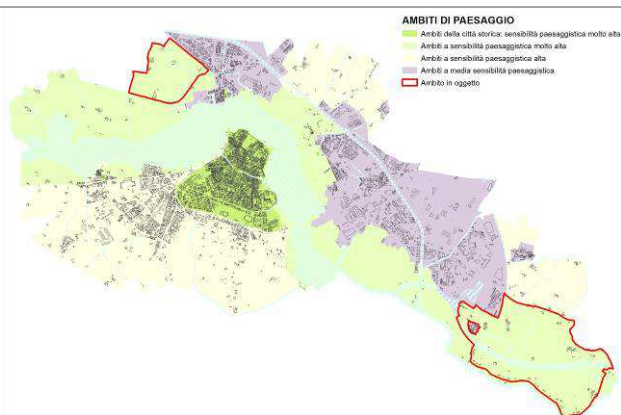 AMBITI DI PAESAGGIO
Ambiti della città storica: sensibilità paesaggistica molto alta
Ambiti a sensibilità paesaggistica molto alta
Ambiti a sensibilità paesaggistica alta
Ambiti a media sensibilità paesaggistica
Ambito in oggetto